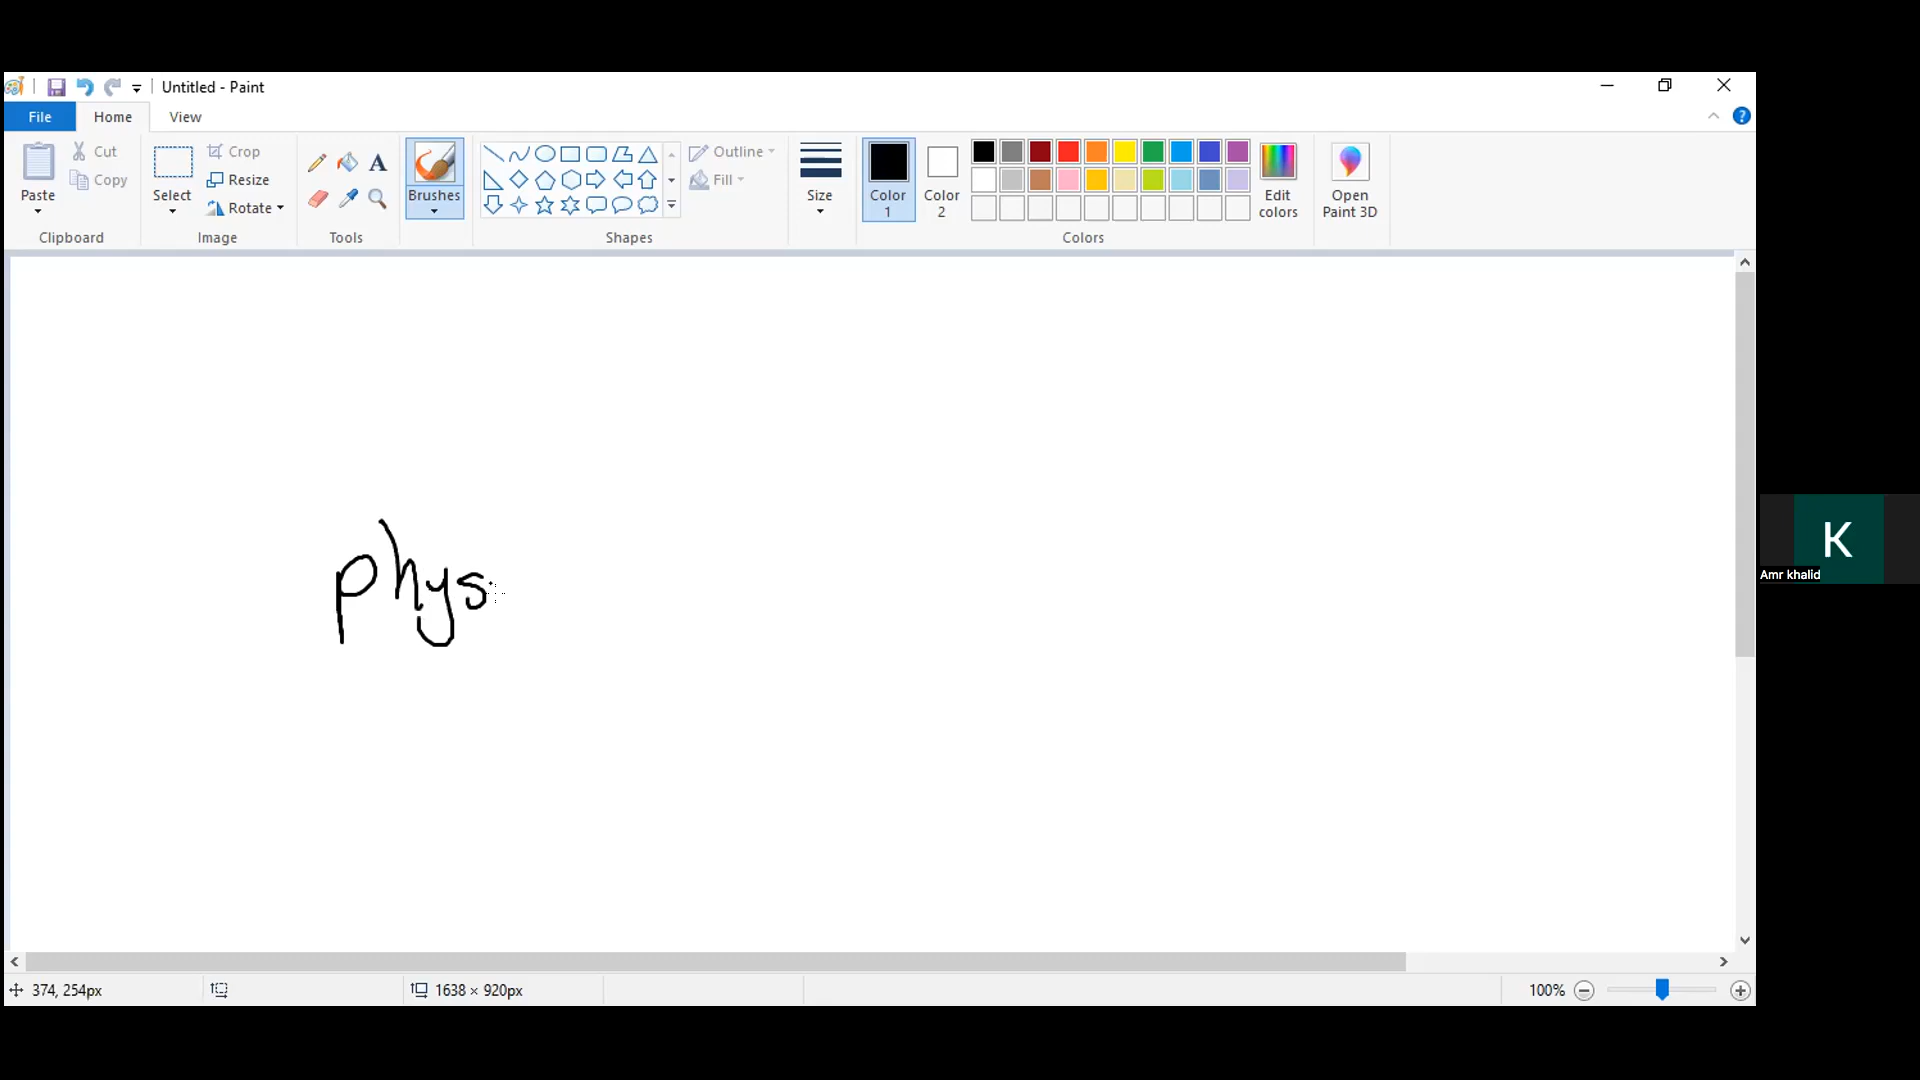 Untitled - Paint
File Home View
Paste
Cut
Copy
Clipboard
Select
Crop
Resize
Rotate
Image
A
Tools
Brushes
Outline
Fill
Shapes
Size
Color 1
Color 2
Edit colors
Colors
Open Paint 3D
phys
K
Amr khalid
374, 254px
1638 × 920px
100%